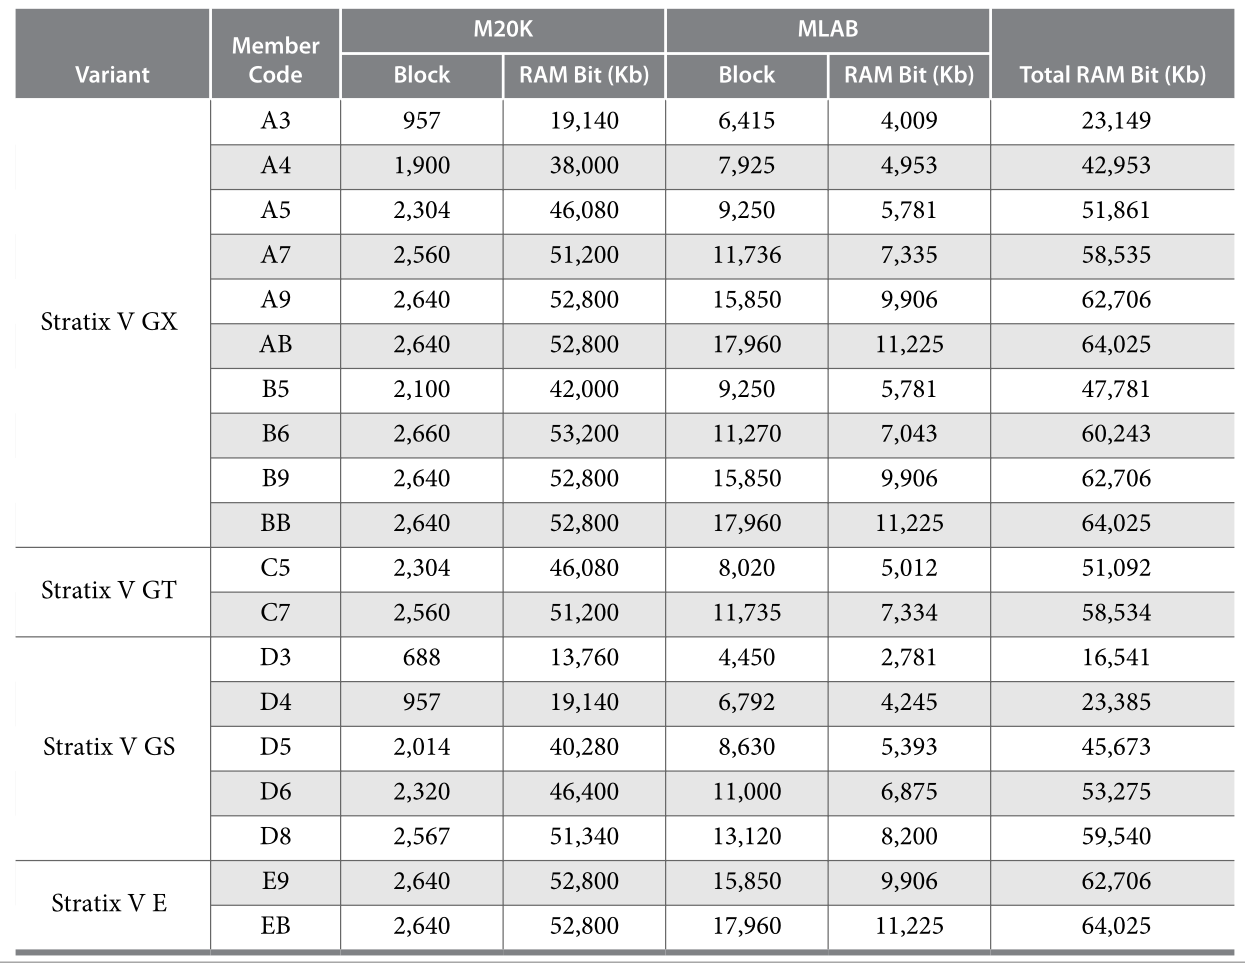 Variant Member Code M20K MLAB Total RAM Bit (Kb)
Block RAM Bit (Kb) Block RAM Bit (Kb)
Stratix V GX
A3 957 19,140 6,415 4,009 23,149
A4 1,900 38,000 7,925 4,953 42,953
A5 2,304 46,080 9,250 5,781 51,861
A7 2,560 51,200 11,736 7,335 58,535
A9 2,640 52,800 15,850 9,906 62,706
AB 2,640 52,800 17,960 11,225 64,025
B5 2,100 42,000 9,250 5,781 47,781
B6 2,660 53,200 11,270 7,043 60,243
B9 2,640 52,800 15,850 9,906 62,706
BB 2,640 52,800 17,960 11,225 64,025
Stratix V GT
C5 2,304 46,080 8,020 5,012 51,092
C7 2,560 51,200 11,735 7,334 58,534
Stratix V GS
D3 688 13,760 4,450 2,781 16,541
D4 957 19,140 6,792 4,245 23,385
D5 2,014 40,280 8,630 5,393 45,673
D6 2,320 46,400 11,000 6,875 53,275
D8 2,567 51,340 13,120 8,200 59,540
Stratix V E
E9 2,640 52,800 15,850 9,906 62,706
EB 2,640 52,800 17,960 11,225 64,025